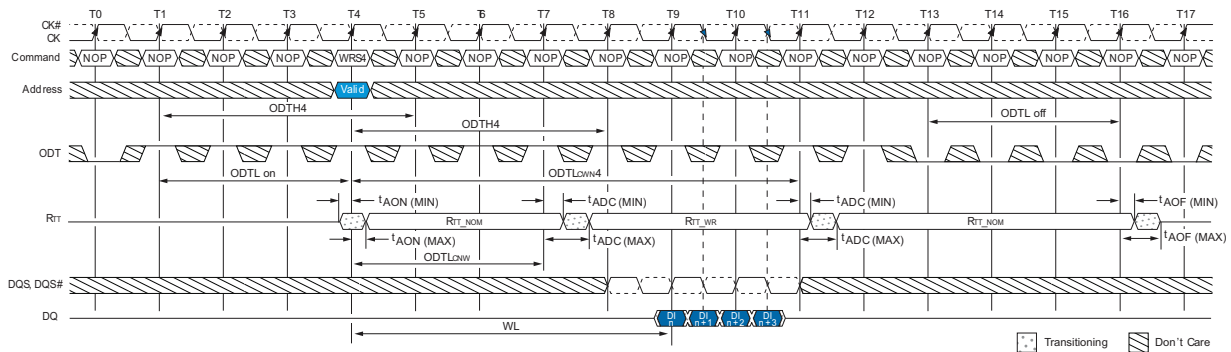 T0 T1 T2 T3 T4 T5 T6 T7 T8 T9 T10 T11 T12 T13 T14 T15 T16 T17
CK#
CK
Command NOP NOP NOP NOP WRS4 NOP NOP NOP NOP NOP NOP NOP NOP NOP NOP NOP NOP NOP
Address Valid
ODTH4 ODTL off
ODTH4
ODT
ODTL on ODTLCWN4
tAON (MIN) tADC (MIN) tADC (MIN) tAOF (MIN)
RTT RTT_NOM RTT_WR RTT_NOM
tAON (MAX) tADC (MAX) tADC (MAX) tAOF (MAX)
ODTLCNW
DQS, DQS#
DQ DI n DI n+1 DI n+2 DI n+3
WL
Transitioning Don't Care